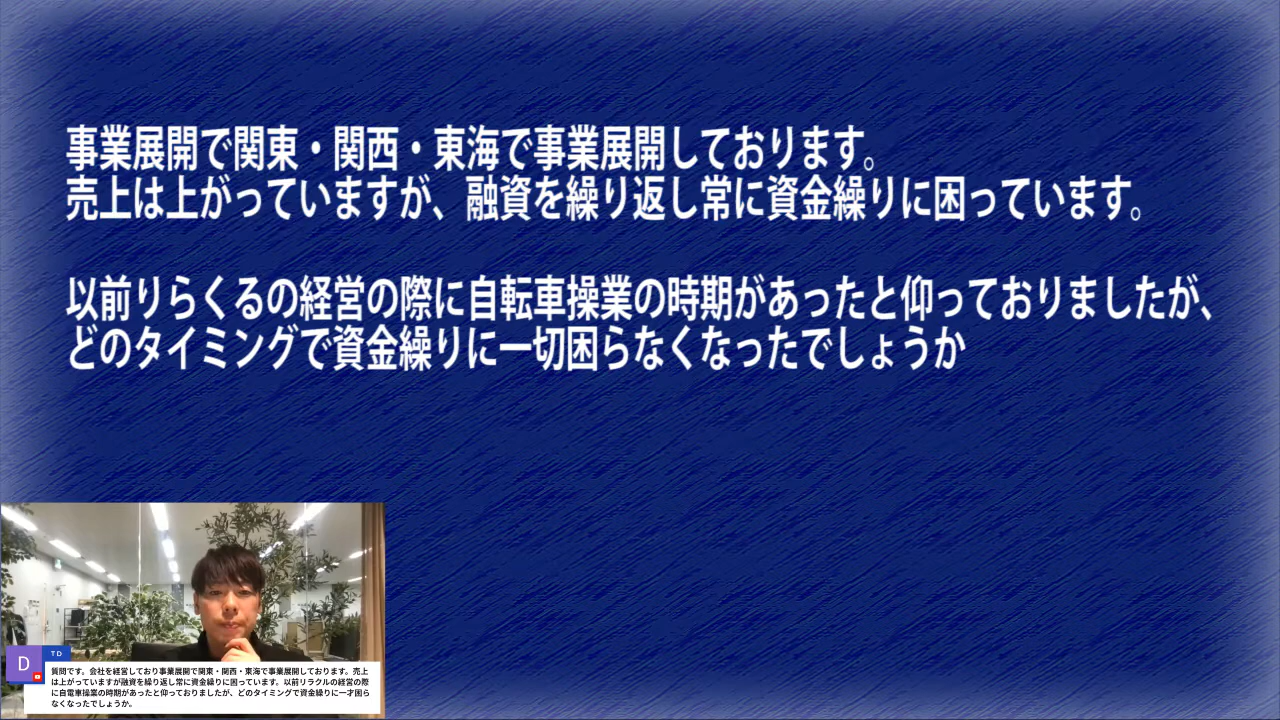 事業展開で関東・関西・東海で事業展開しております。
売上は上がっていますが、融資を繰り返し常に資金繰りに困っています。
以前りらくるの経営の際に自転車操業の時期があったと仰っておりましたが、
どのタイミングで資金繰りに一切困らなくなったでしょうか
D
TD
質問です。会社を経営しており事業展開で関東・関西・東海で事業展開しております。売上
は上がっていますが融資を繰り返し常に資金繰りに困っています。以前リラクルの経営の際
に自電車操業の時期があったと仰っておりましたが、どのタイミングで資金繰りに一才困ら
なくなったでしょうか。